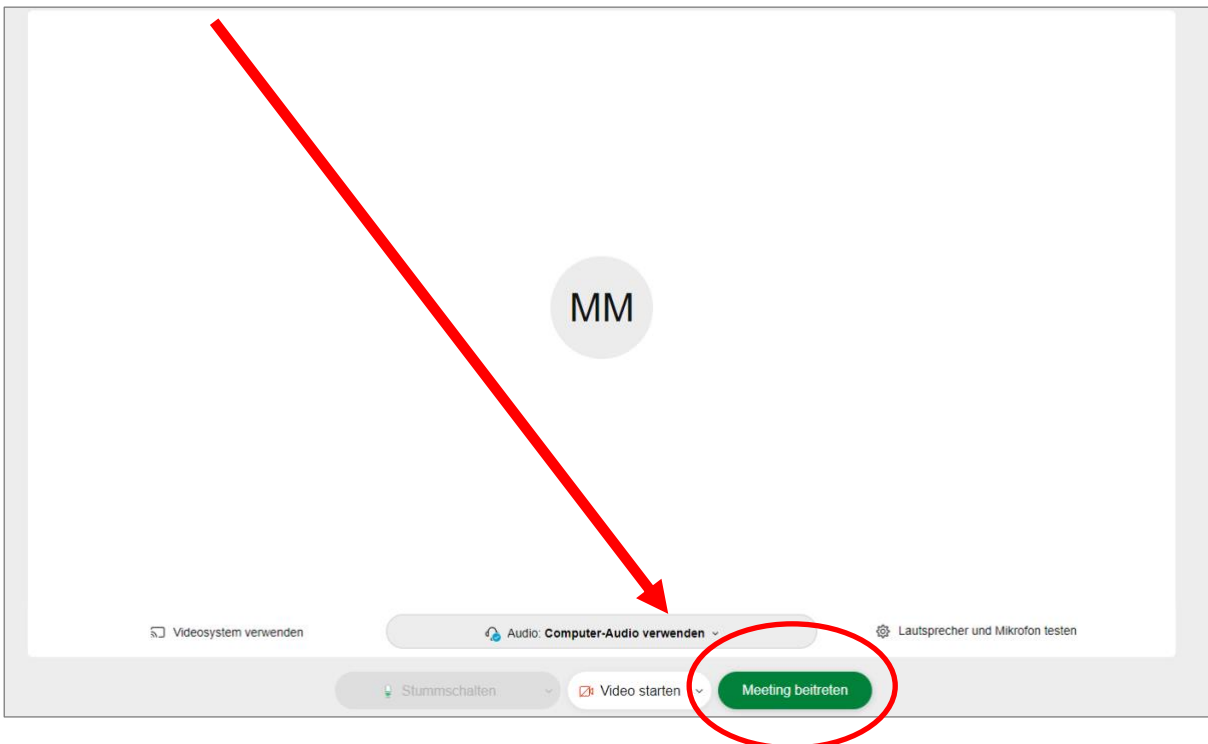 MM
Videosystem verwenden
Audio: Computer-Audio verwenden
Lautsprecher und Mikrofon testen
Stummschalten
Video starten
Meeting beitreten